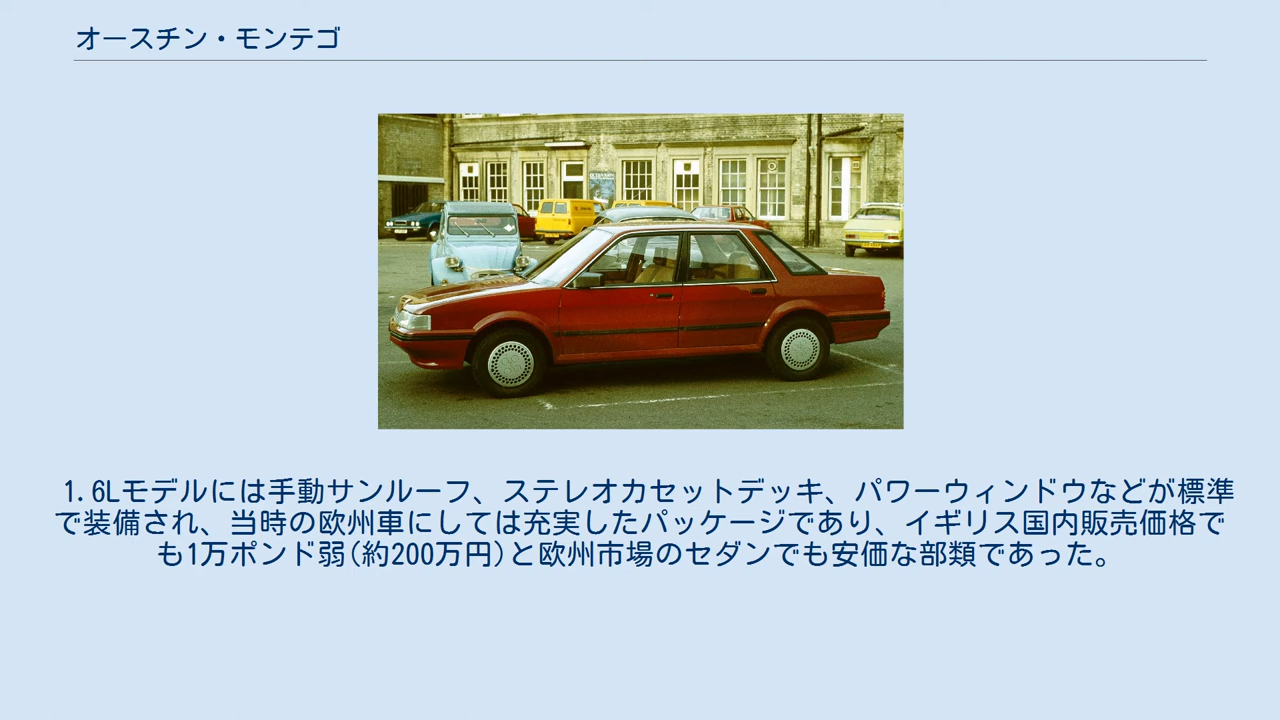 オースチン・モンテゴ
1.6Lモデルには手動サンルーフ、ステレオカセットデッキ、パワーウィンドウなどが標準
で装備され、当時の欧州車にしては充実したパッケージであり、イギリス国内販売価格で
も1万ポンド弱(約200万円)と欧州市場のセダンでも安価な部類であった。